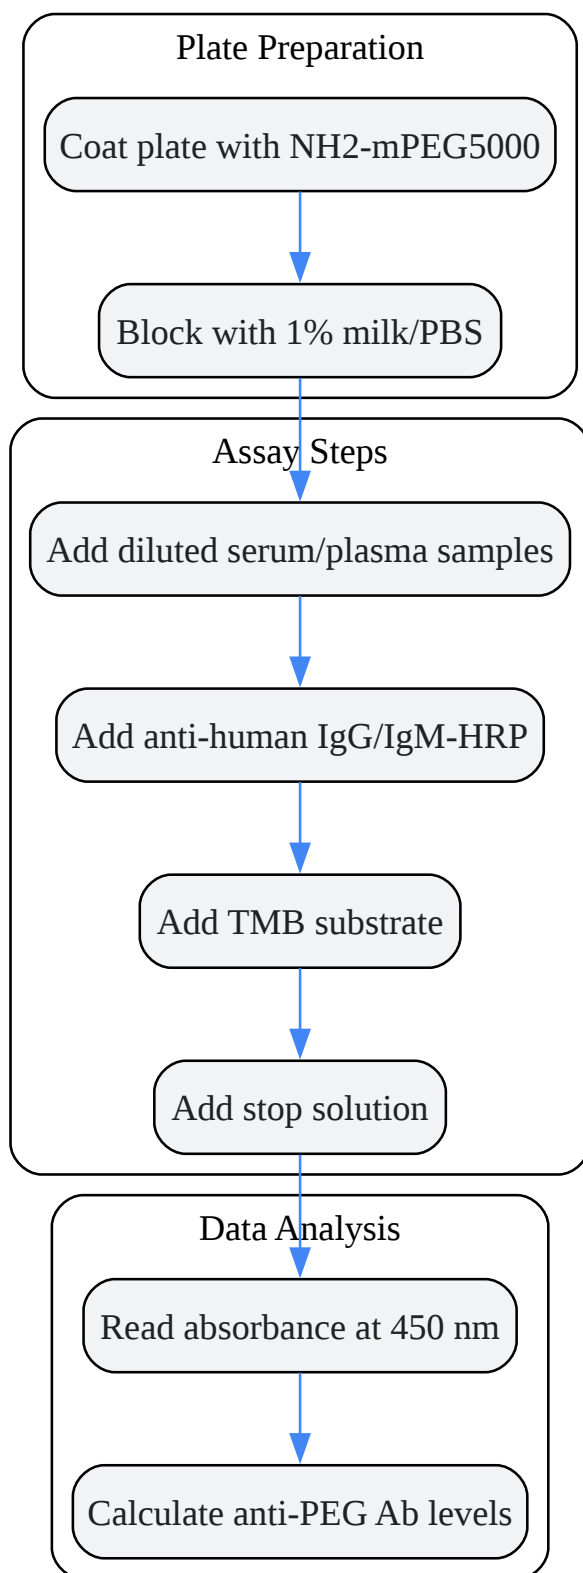 Plate Preparation
Coat plate with NH2-mPEG5000
Block with 1% milk/PBS
Assay Steps
Add diluted serum/plasma samples
Add anti-human IgG/IgM-HRP
Add TMB substrate
Add stop solution
Data Analysis
Read absorbance at 450 nm
Calculate anti-PEG Ab levels